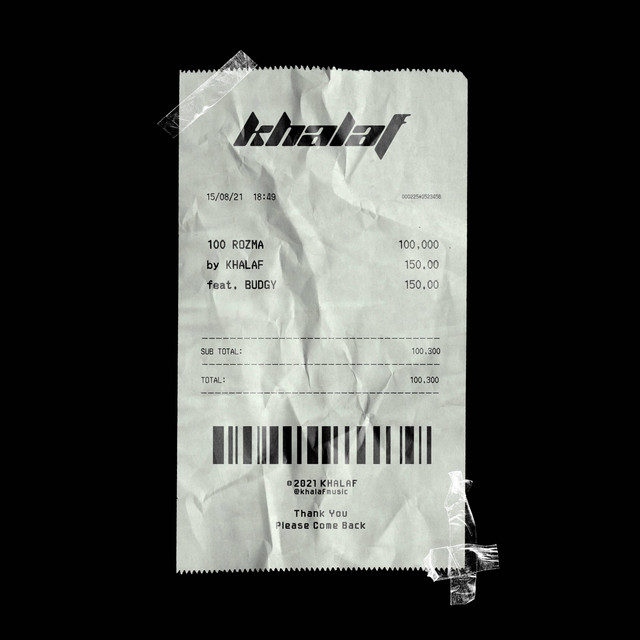 khalaf
15/08/21 18:49
100 ROZMA 100,000
by KHALAF 150.00
feat. BUDGY 150.00
SUB TOTAL: 100.300
TOTAL: 100.300
©2021 KHALAF
@khalafmusic
Thank You
Please Come Back